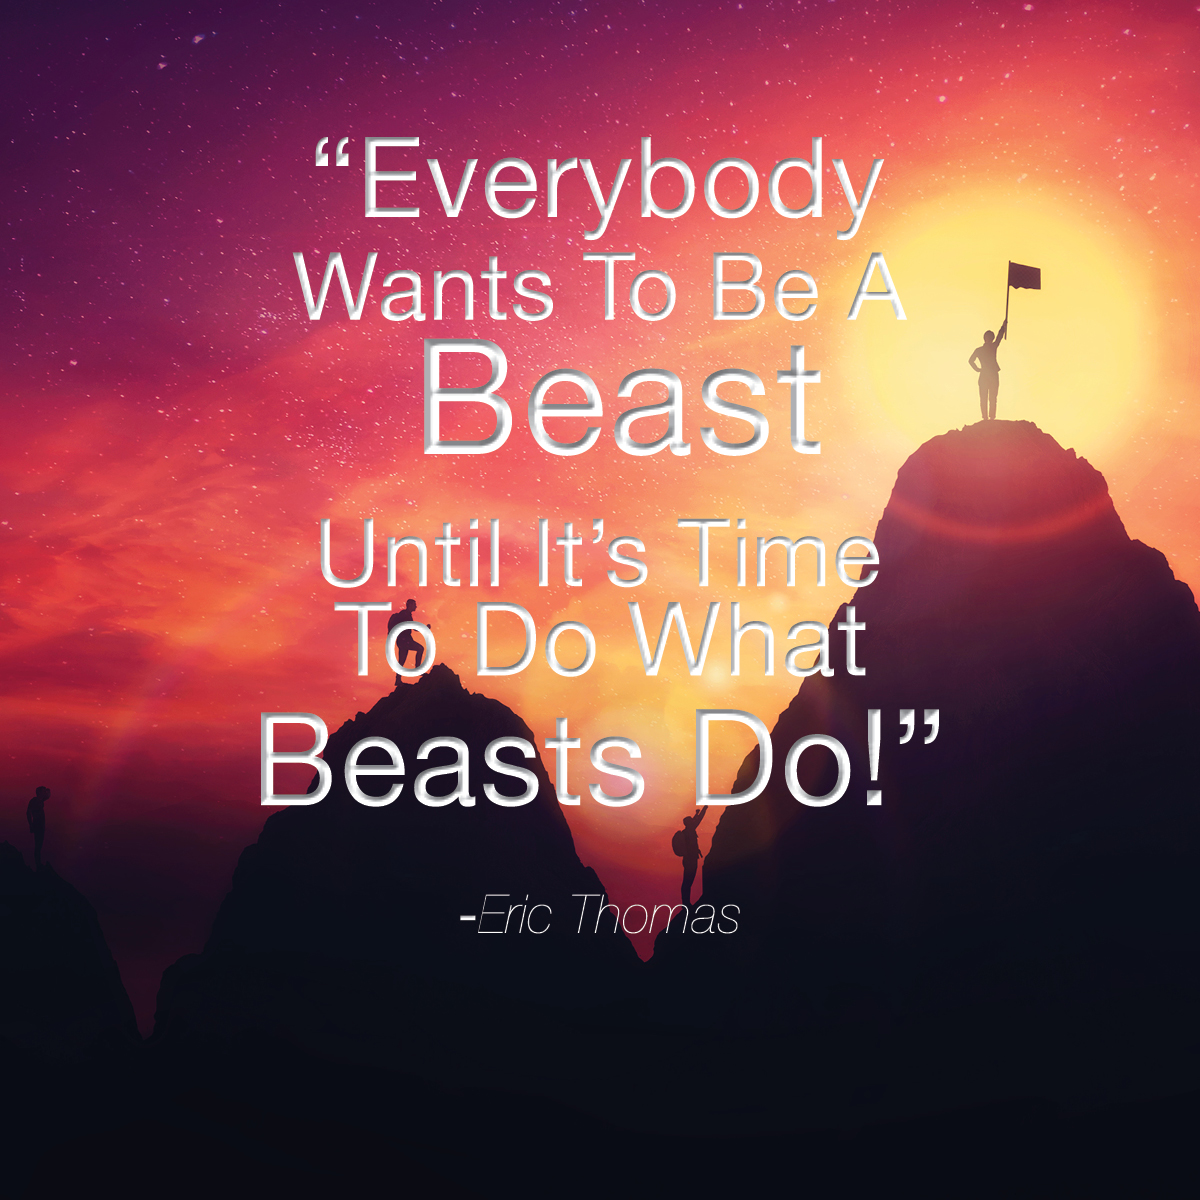 “Everybody
Wants To Be A
Beast
Until It’s Time
To Do What
Beasts Do!”
-Eric Thomas